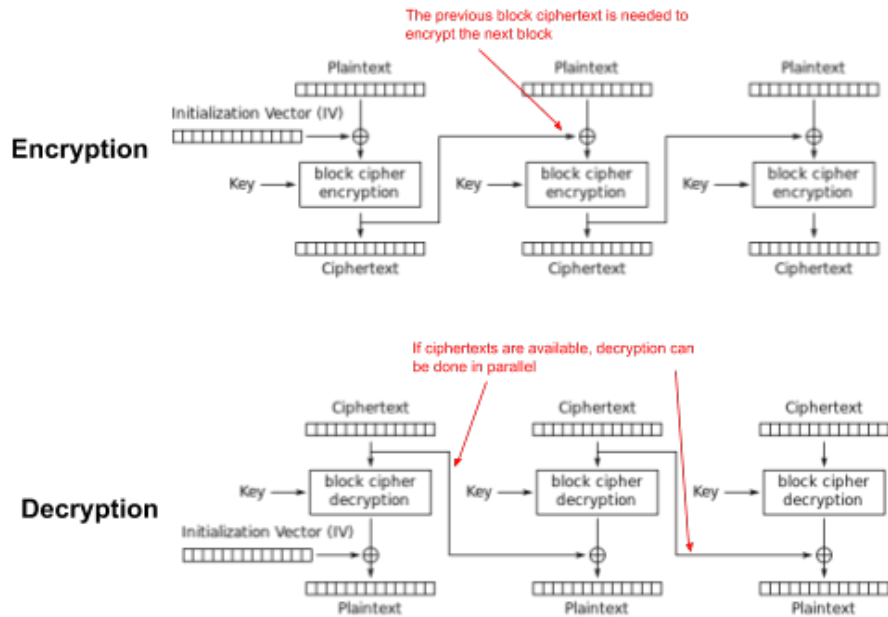 The previous block ciphertext is needed to
encrypt the next block
Plaintext
Plaintext
Plaintext
Initialization Vector (IV)
Encryption
Key
block cipher
encryption
Key
block cipher
encryption
Key
block cipher
encryption
Ciphertext
Ciphertext
Ciphertext
If ciphertexts are available, decryption can
be done in parallel
Ciphertext
Ciphertext
Ciphertext
Key
block cipher
decryption
Key
block cipher
decryption
Key
block cipher
decryption
Decryption
Initialization Vector (IV)
Plaintext
Plaintext
Plaintext